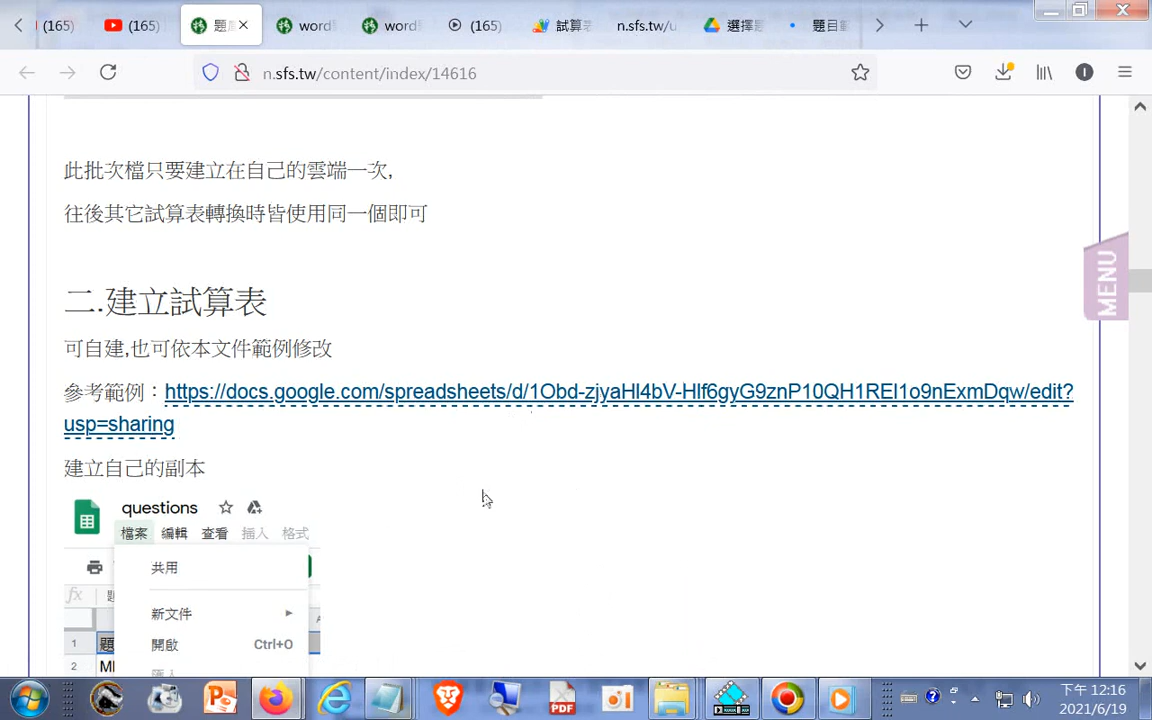 (165)
(165)
題
word
word
(165)
試算
n.sfs.tw/u
選擇
題目
n.sfs.tw/content/index/14616
此批次檔只要建立在自己的雲端一次,
往後其它試算表轉換時皆使用同一個即可
MENU
二.建立試算表
可自建,也可依本文件範例修改
參考範例：https://docs.google.com/spreadsheets/d/1Obd-zjyaHl4bV-Hlf6gyG9znP10QH1REl1o9nExmDqw/edit?
usp=sharing
建立自己的副本
questions
檔案 編輯 查看 插入 格式
共用
fx
新文件
1 題
開啟 Ctrl+O
2
PDF
下午 12:16
2021/6/19